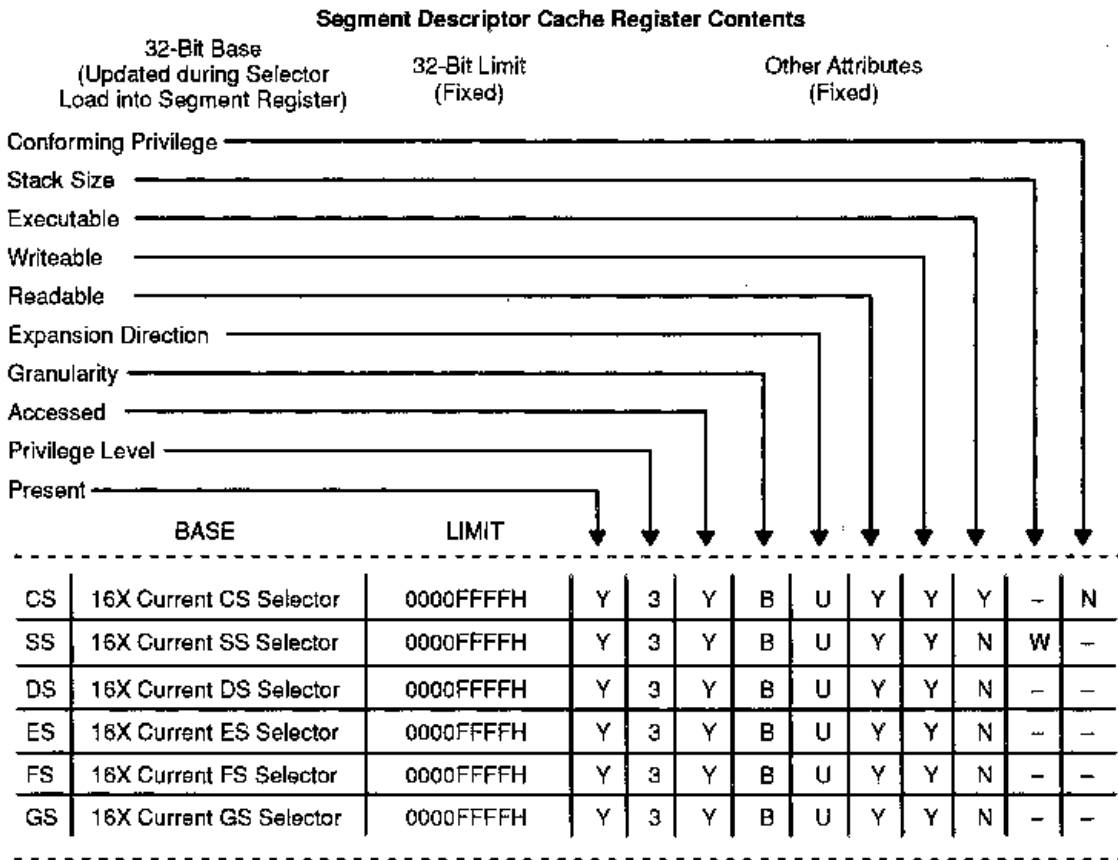 Segment Descriptor Cache Register Contents
32-Bit Base
(Updated during Selector
Load into Segment Register)
32-Bit Limit
(Fixed)
Other Attributes
(Fixed)
Conforming Privilege
Stack Size
Executable
Writeable
Readable
Expansion Direction
Granularity
Accessed
Privilege Level
Present
BASE LIMIT
CS 16X Current CS Selector 0000FFFFH Y 3 Y B U Y Y Y – N
SS 16X Current SS Selector 0000FFFFH Y 3 Y B U Y Y N W –
DS 16X Current DS Selector 0000FFFFH Y 3 Y B U Y Y N – –
ES 16X Current ES Selector 0000FFFFH Y 3 Y B U Y Y N – –
FS 16X Current FS Selector 0000FFFFH Y 3 Y B U Y Y N – –
GS 16X Current GS Selector 0000FFFFH Y 3 Y B U Y Y N – –